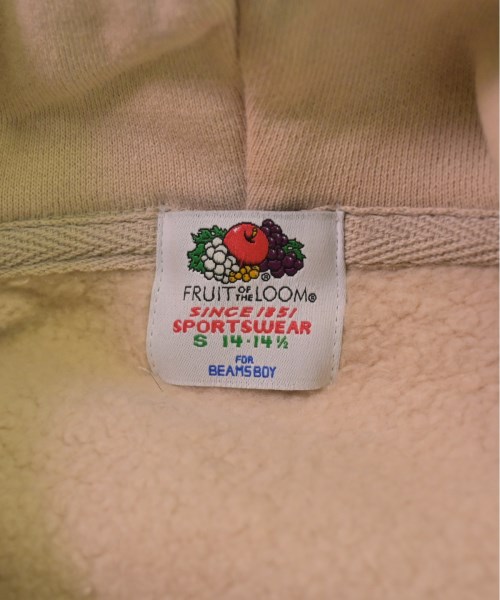 FRUIT OF THE LOOM®
SINCE 1851
SPORTSWEAR
S 14-14½
FOR
BEAMS BOY